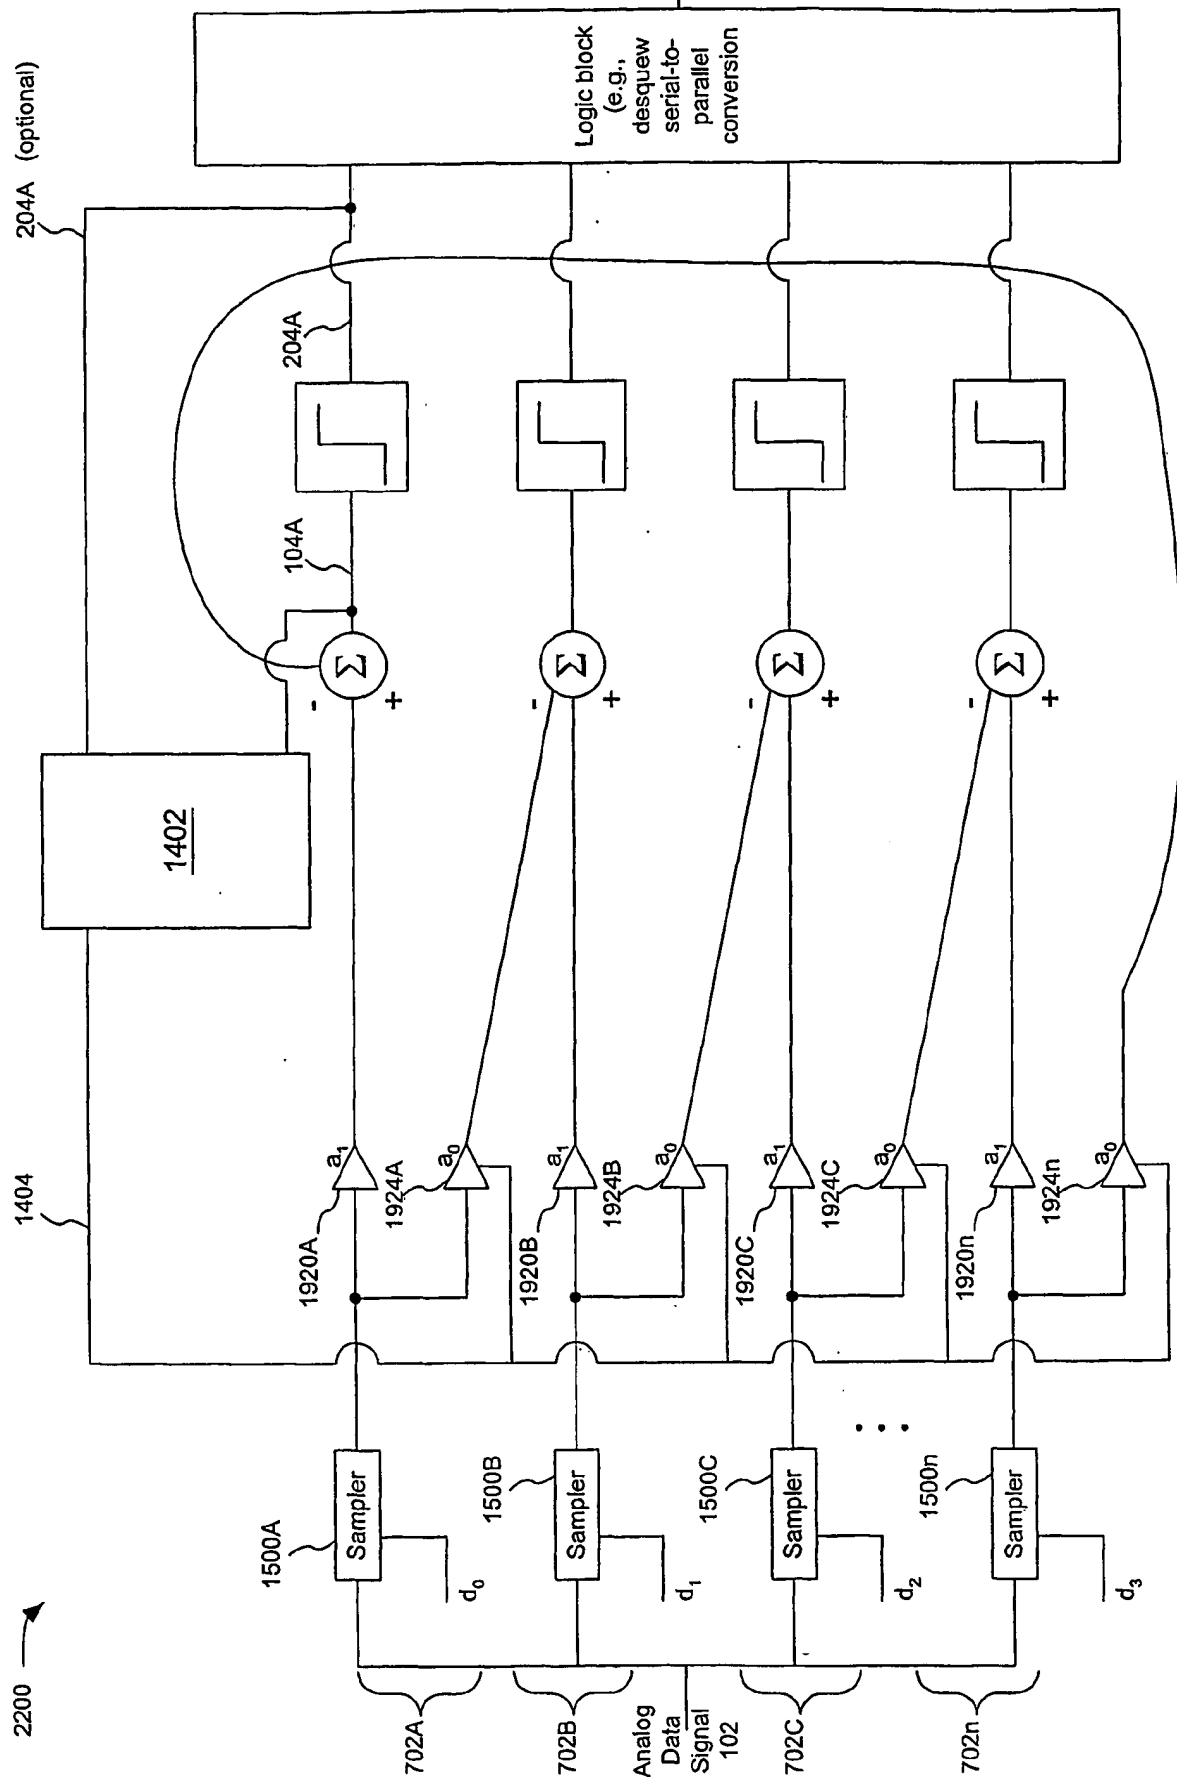 2200
702A
702B
Analog
Data
Signal
102
702C
702n
1500A
Sampler
d0
1500B
Sampler
d1
1500C
Sampler
d2
1500n
Sampler
d3
. . .
1404
1920A
a1
1924A
a0
1920B
a1
1924B
a0
1920C
a1
1924C
a0
1920n
a1
1924n
a0
1402
Σ
-
+
Σ
-
+
Σ
-
+
Σ
-
+
104A
204A
204A (optional)
Logic block
(e.g.,
desquew
serial-to-
parallel
conversion